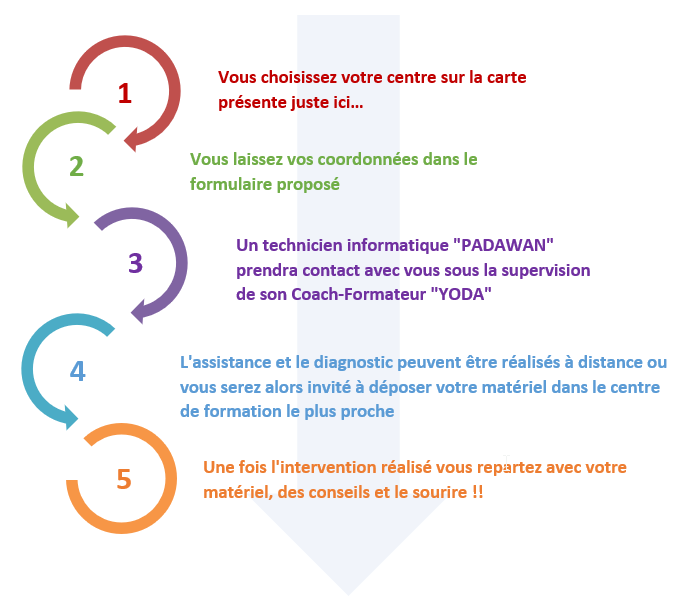 1
Vous choisissez votre centre sur la carte
présente juste ici...
2
Vous laissez vos coordonnées dans le
formulaire proposé
3
Un technicien informatique "PADAWAN"
prendra contact avec vous sous la supervision
de son Coach-Formateur "YODA"
4
L'assistance et le diagnostic peuvent être réalisés à distance ou
vous serez alors invité à déposer votre matériel dans le centre
de formation le plus proche
5
Une fois l'intervention réalisé vous repartez avec votre
matériel, des conseils et le sourire !!